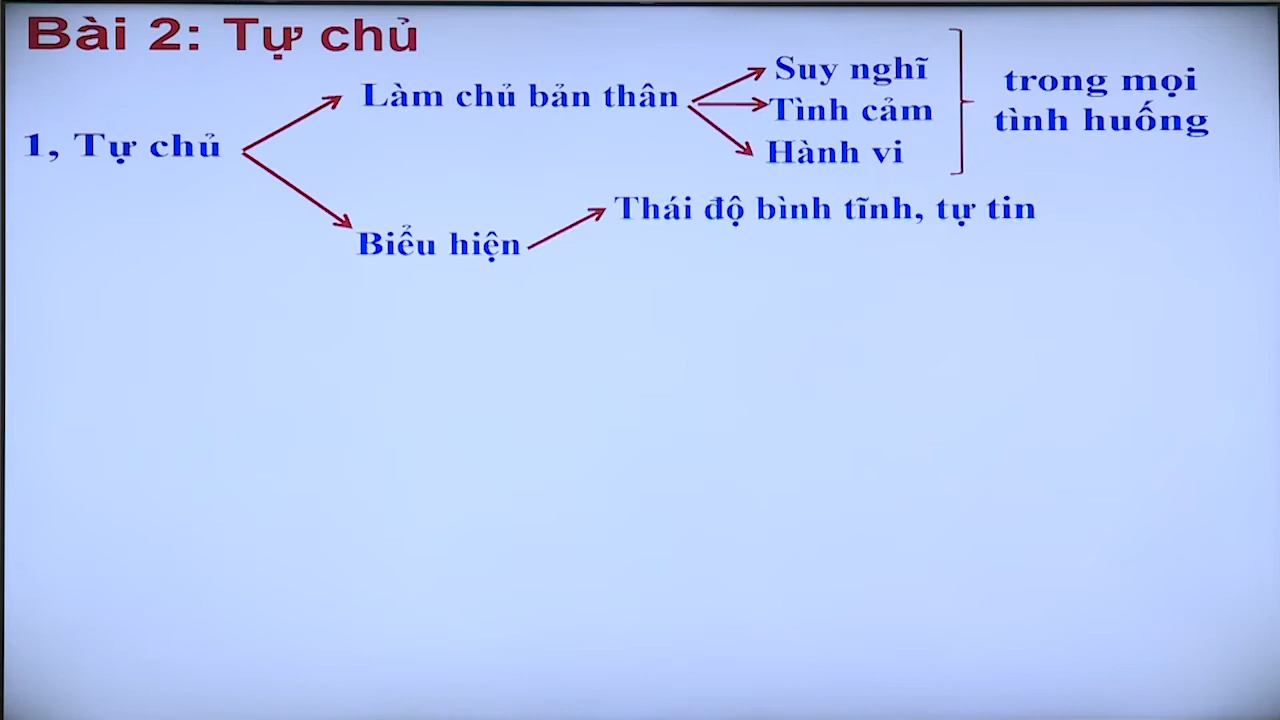 Bài 2: Tự chủ
1, Tự chủ
Làm chủ bản thân
Suy nghĩ
Tình cảm
Hành vi
trong mọi
tình huống
Biểu hiện
Thái độ bình tĩnh, tự tin